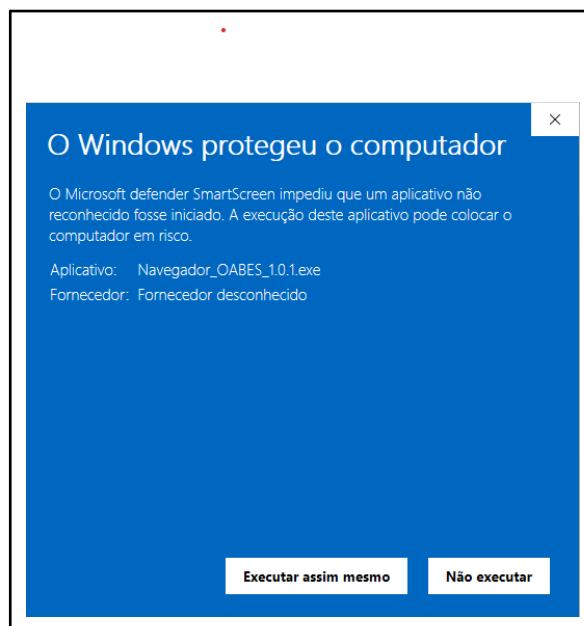 O Windows protegeu o computador
O Microsoft defender SmartScreen impediu que um aplicativo não
reconhecido fosse iniciado. A execução deste aplicativo pode colocar o
computador em risco.
Aplicativo: Navegador_OABES_1.0.1.exe
Fornecedor: Fornecedor desconhecido
Executar assim mesmo Não executar